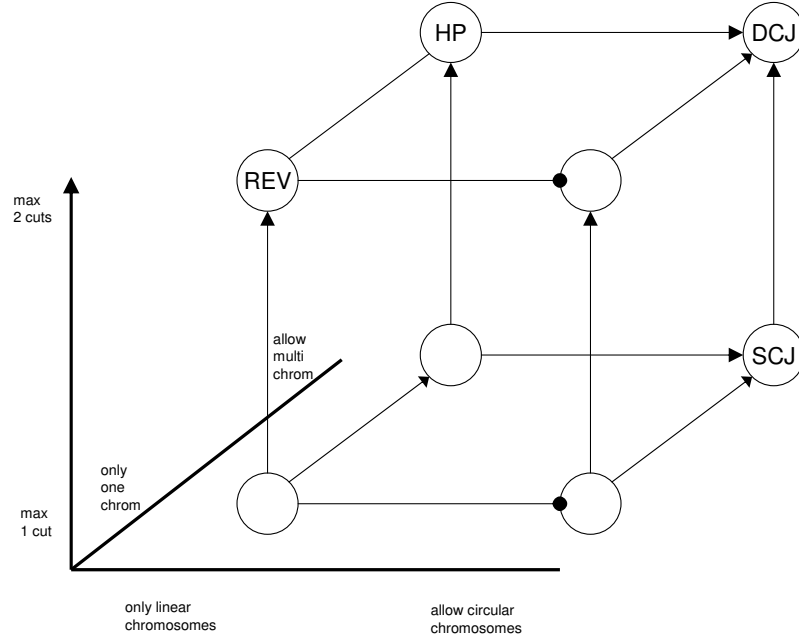 HP
DCJ
REV
max
2 cuts
allow
multi
chrom
SCJ
only
one
chrom
max
1 cut
only linear
chromosomes
allow circular
chromosomes